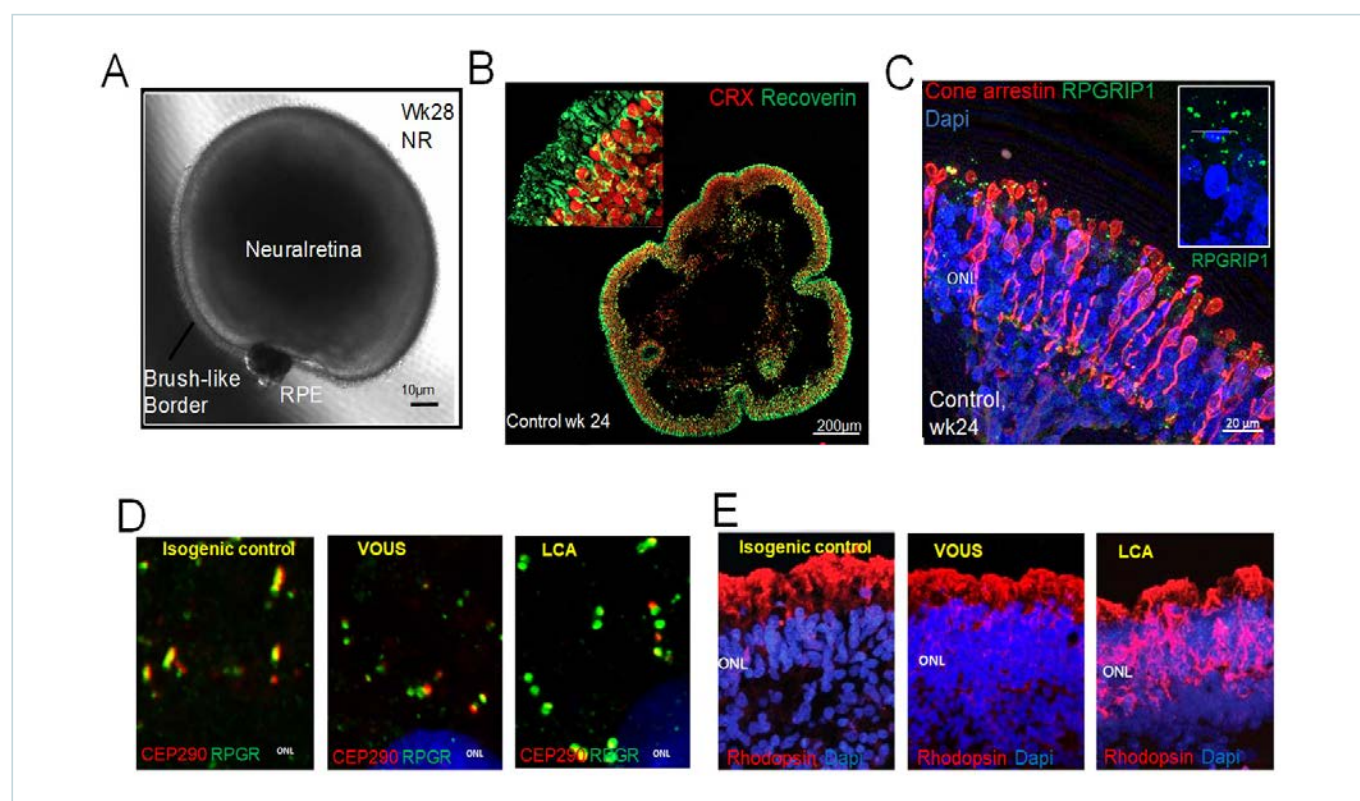 A
Wk28
NR
Neuralretina
Brush-like
Border
RPE
10µm
B
CRX Recoverin
Control wk 24
200µm
C
Cone arrestin RPGRIP1
Dapi
RPGRIP1
ONL
Control,
wk24
20 µm
D
Isogenic control
CEP290 RPGR
ONL
VOUS
CEP290 RPGR
ONL
LCA
CEP290 RPGR
ONL
E
Isogenic control
ONL
Rhodopsin Dapi
VOUS
ONL
Rhodopsin Dapi
LCA
ONL
Rhodopsin Dapi